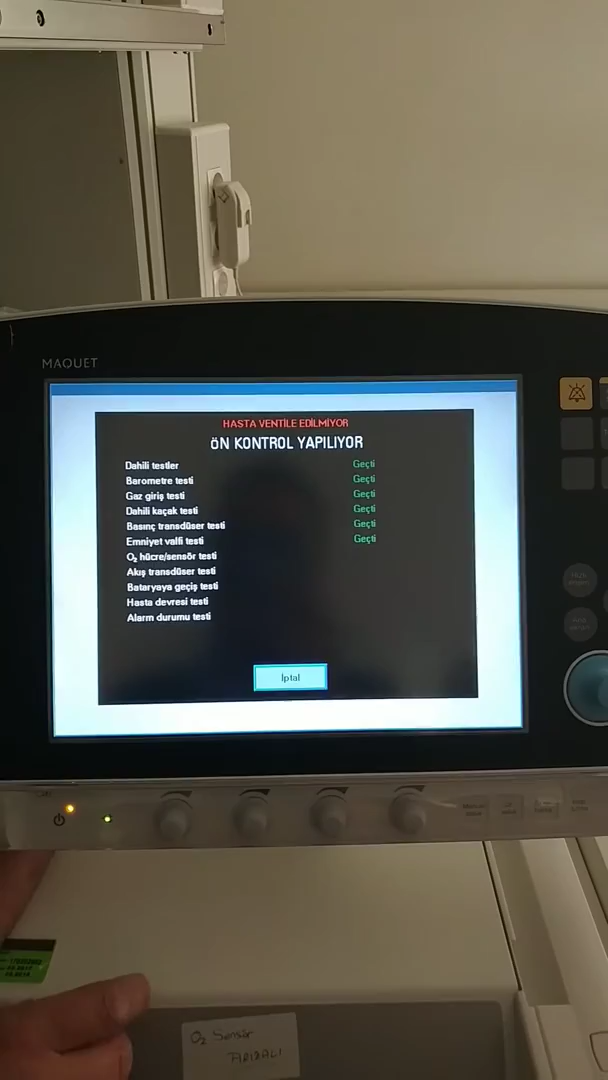 MAQUET
HASTA VENTİLE EDİLMİYOR
öN KONTROL YAPILIYOR
Dahili testler Geçti
Barometre testi Geçti
Gaz giriş testi Geçti
Dahili kaçak testi Geçti
Basınç transdüser testi Geçti
Emniyet valfi testi Geçti
O₂ hücre/sensör testi
Akış transdüser testi
Bataryaya geçiş testi
Hasta devresi testi
Alarm durumu testi
İptal
O₂ Sensör
ARIZALI